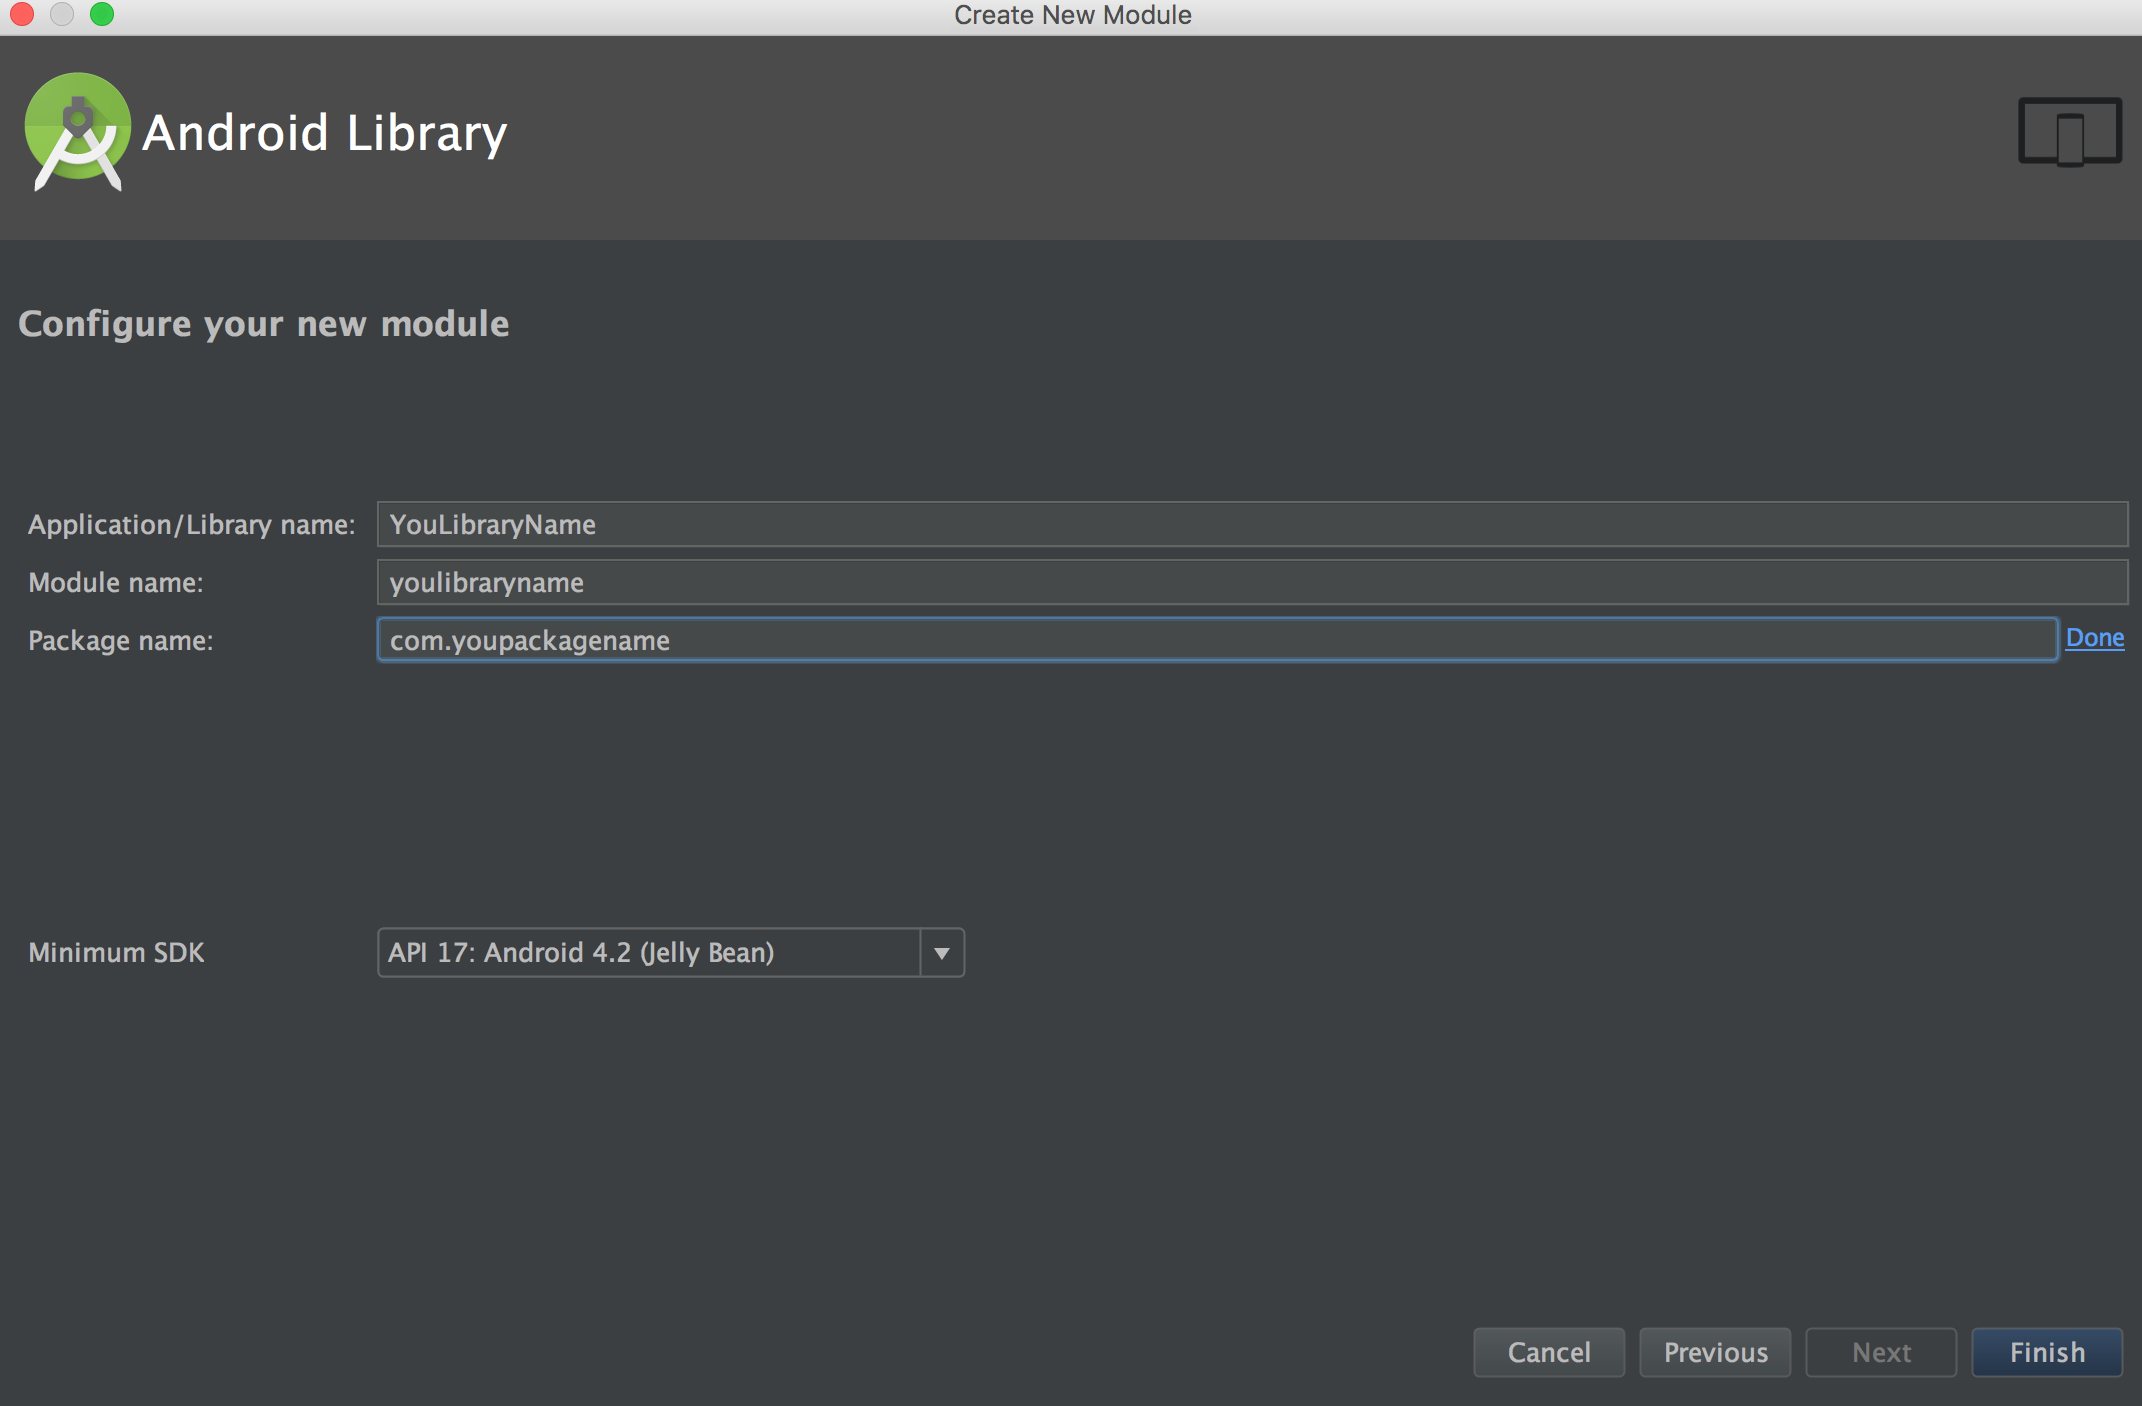 Create New Module
Android Library
Configure your new module
Application/Library name: YouLibraryName
Module name: youlibraryname
Package name: com.youpackagename Done
Minimum SDK API 17: Android 4.2 (Jelly Bean)
Cancel Previous Next Finish